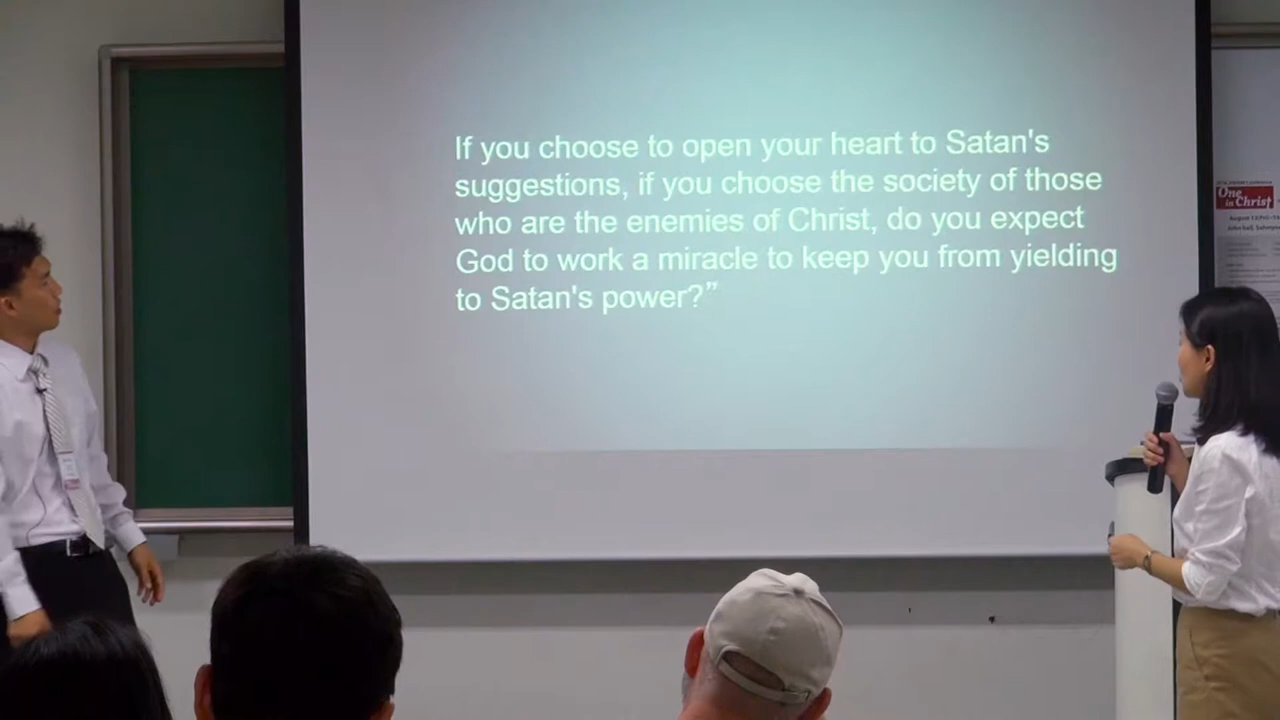 If you choose to open your heart to Satan's
suggestions, if you choose the society of those
who are the enemies of Christ, do you expect
God to work a miracle to keep you from yielding
to Satan's power?”
One
in Christ